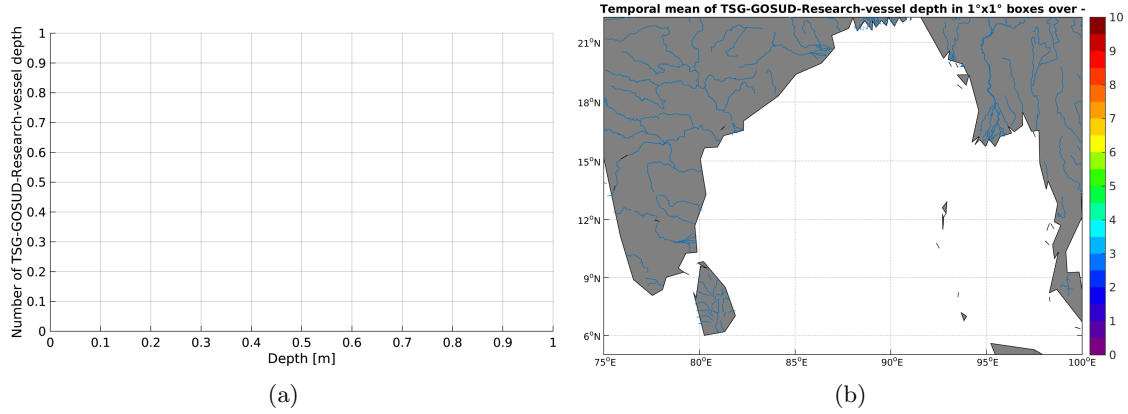 Number of TSG-GOSUD-Research-vessel depth
1
0.9
0.8
0.7
0.6
0.5
0.4
0.3
0.2
0.1
0
0 0.1 0.2 0.3 0.4 0.5 0.6 0.7 0.8 0.9 1
Depth [m]
(a)
Temporal mean of TSG-GOSUD-Research-vessel depth in 1°x1° boxes over -
21°N
18°N
15°N
12°N
9°N
6°N
75°E 80°E 85°E 90°E 95°E 100°E
10
9
8
7
6
5
4
3
2
1
0
(b)